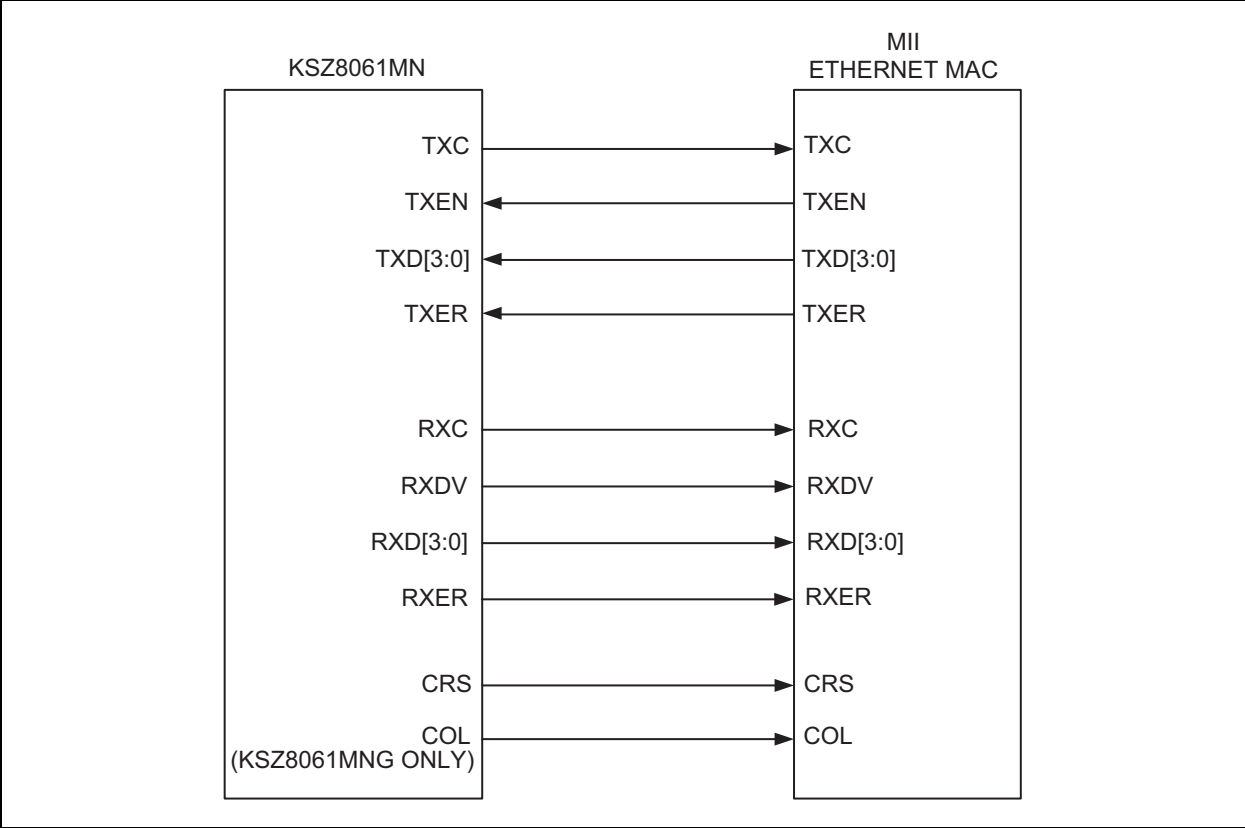 KSZ8061MN
MII
ETHERNET MAC
TXC
TXC
TXEN
TXEN
TXD[3:0]
TXD[3:0]
TXER
TXER
RXC
RXC
RXDV
RXDV
RXD[3:0]
RXD[3:0]
RXER
RXER
CRS
CRS
COL
COL
(KSZ8061MNG ONLY)